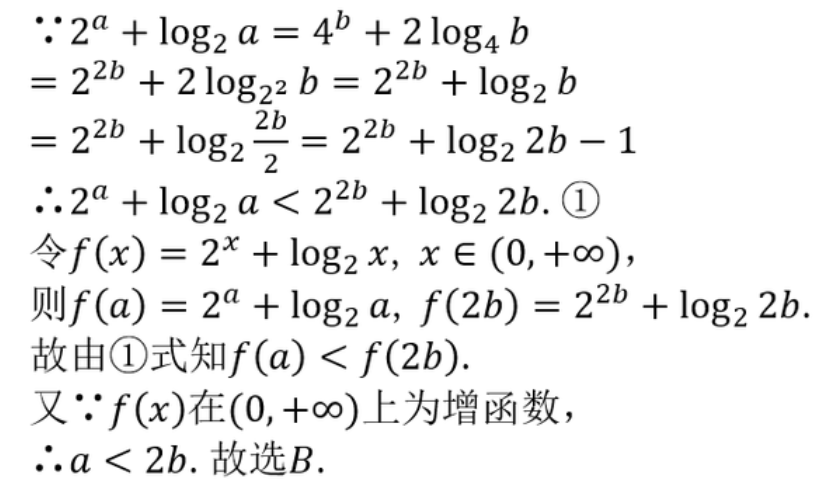 ∵2^a + log₂ a = 4^b + 2 log₄ b
= 2^{2b} + 2 log_{2²} b = 2^{2b} + log₂ b
= 2^{2b} + log₂ \frac{2b}{2} = 2^{2b} + log₂ 2b − 1
∴2^a + log₂ a < 2^{2b} + log₂ 2b. ①
令f(x) = 2^x + log₂ x, x ∈ (0, +∞),
则f(a) = 2^a + log₂ a, f(2b) = 2^{2b} + log₂ 2b.
故由①式知f(a) < f(2b).
又∵f(x)在(0, +∞)上为增函数，
∴a < 2b. 故选B.